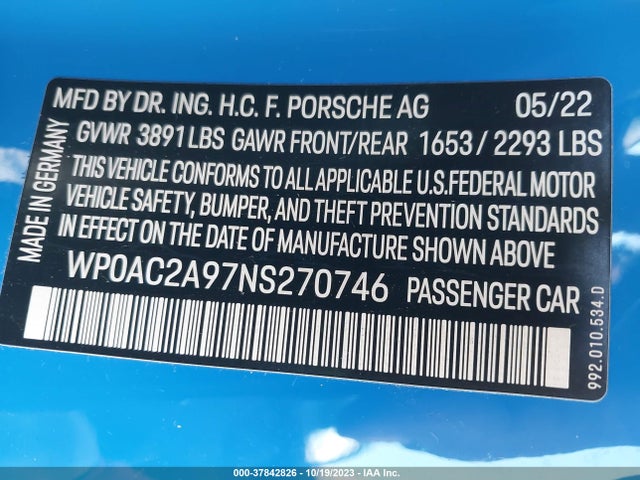 MFD BY DR. ING. H.C. F. PORSCHE AG 05/22
GVWR 3891 LBS GAWR FRONT/REAR 1653 / 2293 LBS
THIS VEHICLE CONFORMS TO ALL APPLICABLE U.S. FEDERAL MOTOR
VEHICLE SAFETY, BUMPER, AND THEFT PREVENTION STANDARDS
IN EFFECT ON THE DATE OF MANUFACTURE SHOWN ABOVE
WP0AC2A97NS270746 PASSENGER CAR
MADE IN GERMANY
992.010.534.D
000-37842826 - 10/19/2023 - IAA Inc.